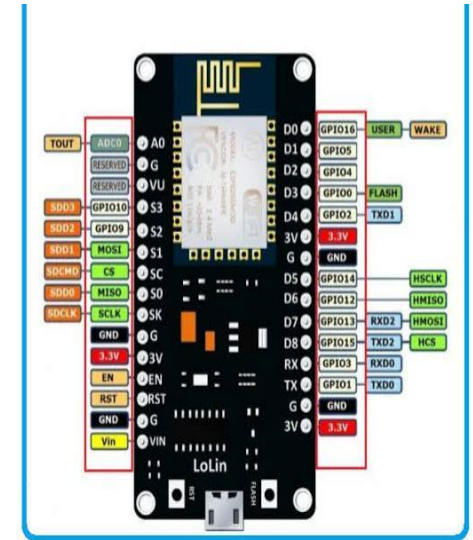 D0 GPIO16 USER WAKE
TOUT ADC0 A0 D1 GPIO5
RESERVED G D2 GPIO4
RESERVED VU D3 GPIO0 FLASH
SDD3 GPIO10 S3 D4 GPIO2 TXD1
SDD2 GPIO9 S2 3V 3.3V
SDD1 MOSI S1 G GND
SDCMD CS SC D5 GPIO14 HSCLK
SDD0 MISO S0 D6 GPIO12 HMISO
SDCLK SCLK SK D7 GPIO13 RXD2 HMOSI
GND G D8 GPIO15 TXD2 HCS
3.3V 3V RX GPIO3 RXD0
EN EN TX GPIO1 TXD0
RST RST G GND
GND G 3V 3.3V
Vin VIN
LoLin
RST FLASH